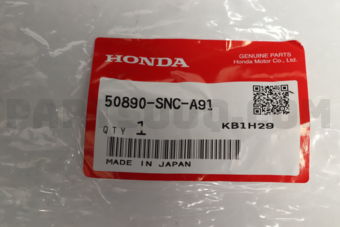 HONDA
GENUINE PARTS
Honda Motor Co., Ltd.
50890-SNC-A91
QTY 1
KB1H29
MADE IN JAPAN